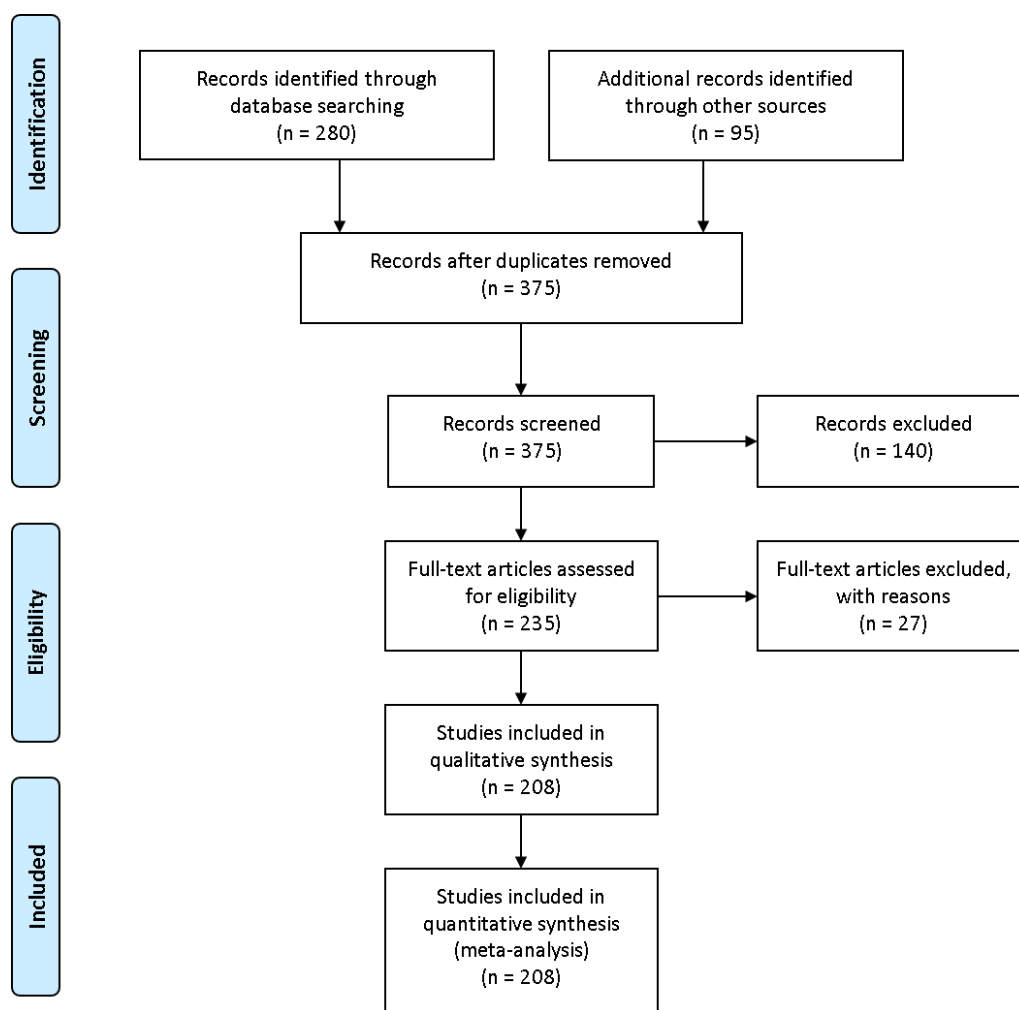 Identification
Records identified through
database searching
(n = 280)
Additional records identified
through other sources
(n = 95)
Records after duplicates removed
(n = 375)
Screening
Records screened
(n = 375)
Records excluded
(n = 140)
Eligibility
Full-text articles assessed
for eligibility
(n = 235)
Full-text articles excluded,
with reasons
(n = 27)
Studies included in
qualitative synthesis
(n = 208)
Included
Studies included in
quantitative synthesis
(meta-analysis)
(n = 208)